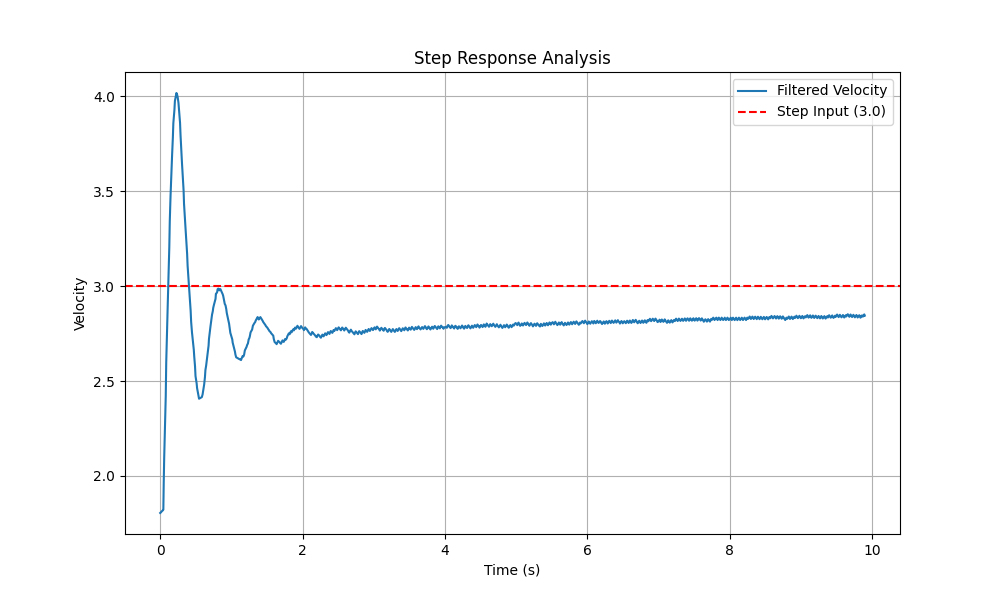 Step Response Analysis
Filtered Velocity
Step Input (3.0)
Velocity
4.0
3.5
3.0
2.5
2.0
0 2 4 6 8 10
Time (s)